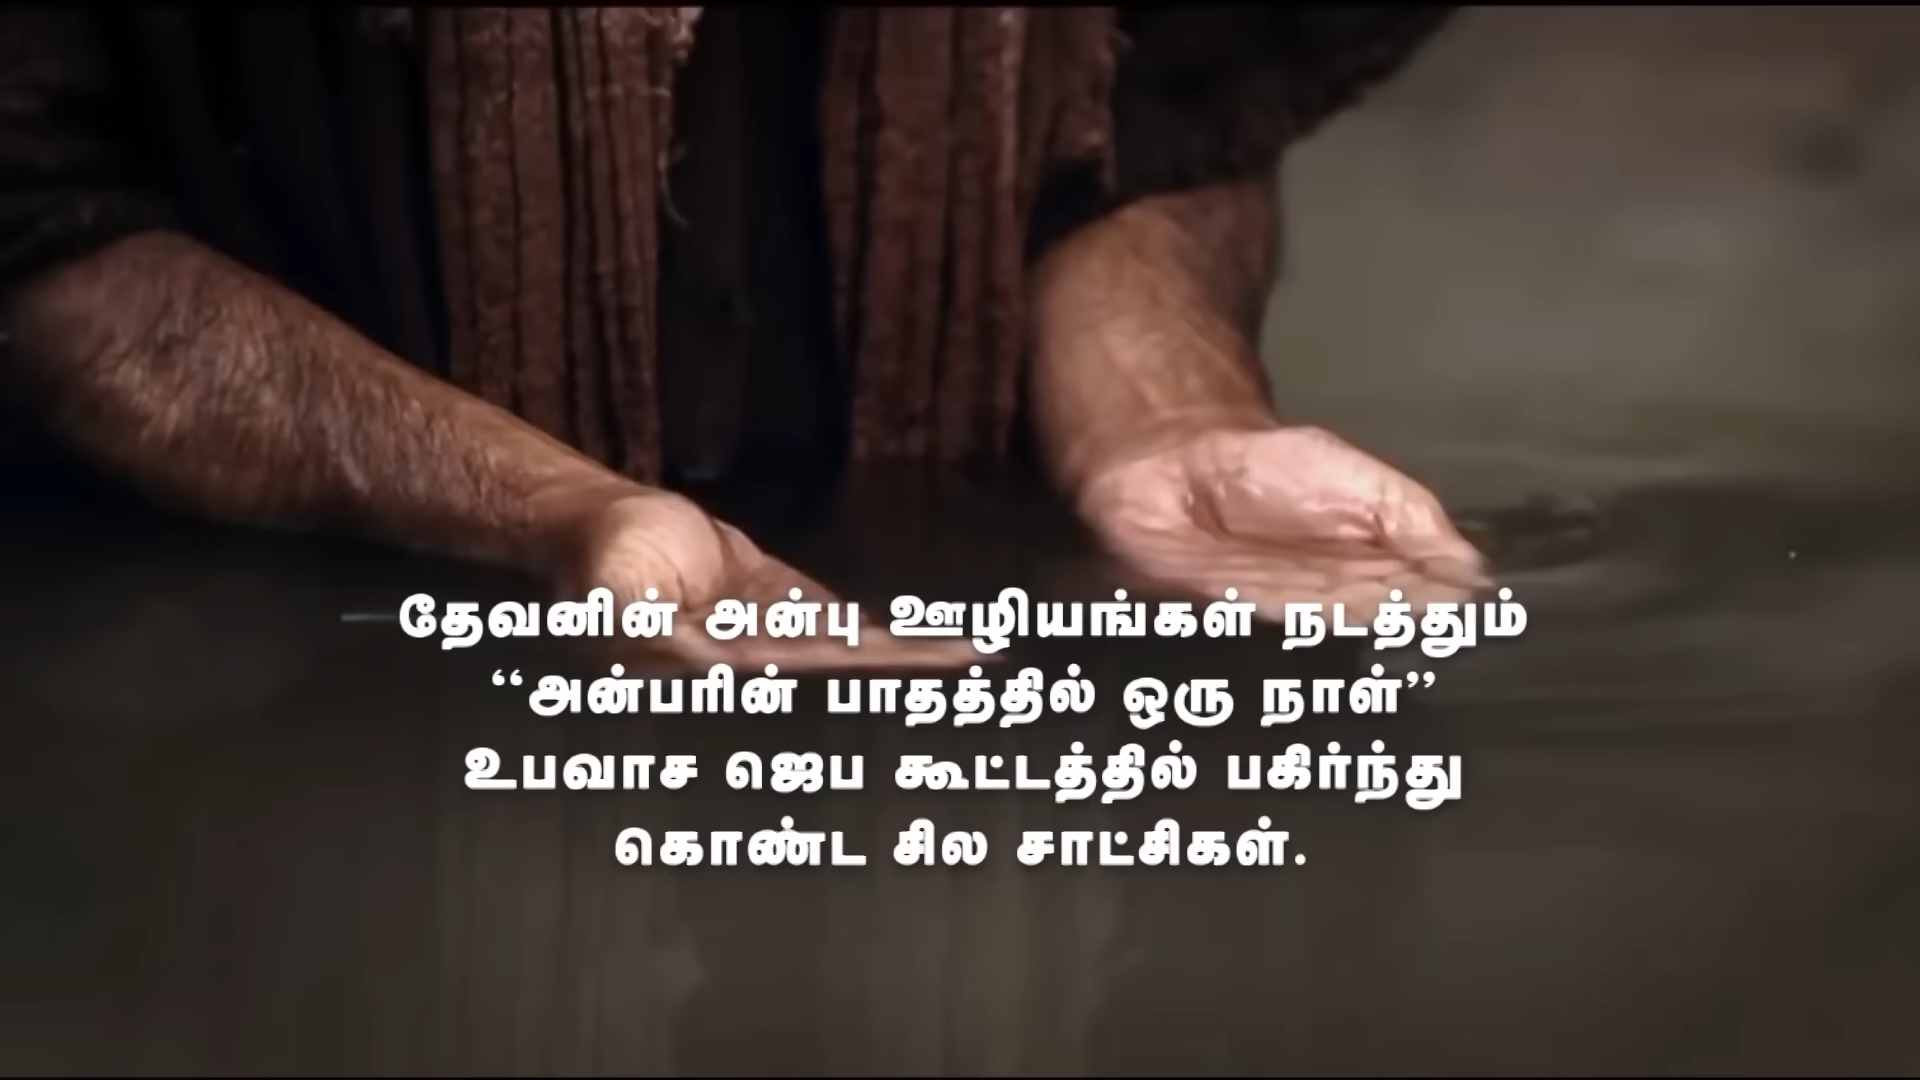 தேவனின் அன்பு ஊழியங்கள் நடத்தும்
“அன்பரின் பாதத்தில் ஒரு நாள்”
உபவாச ஜெப கூட்டத்தில் பகிர்ந்து
கொண்ட சில சாட்சிகள்.